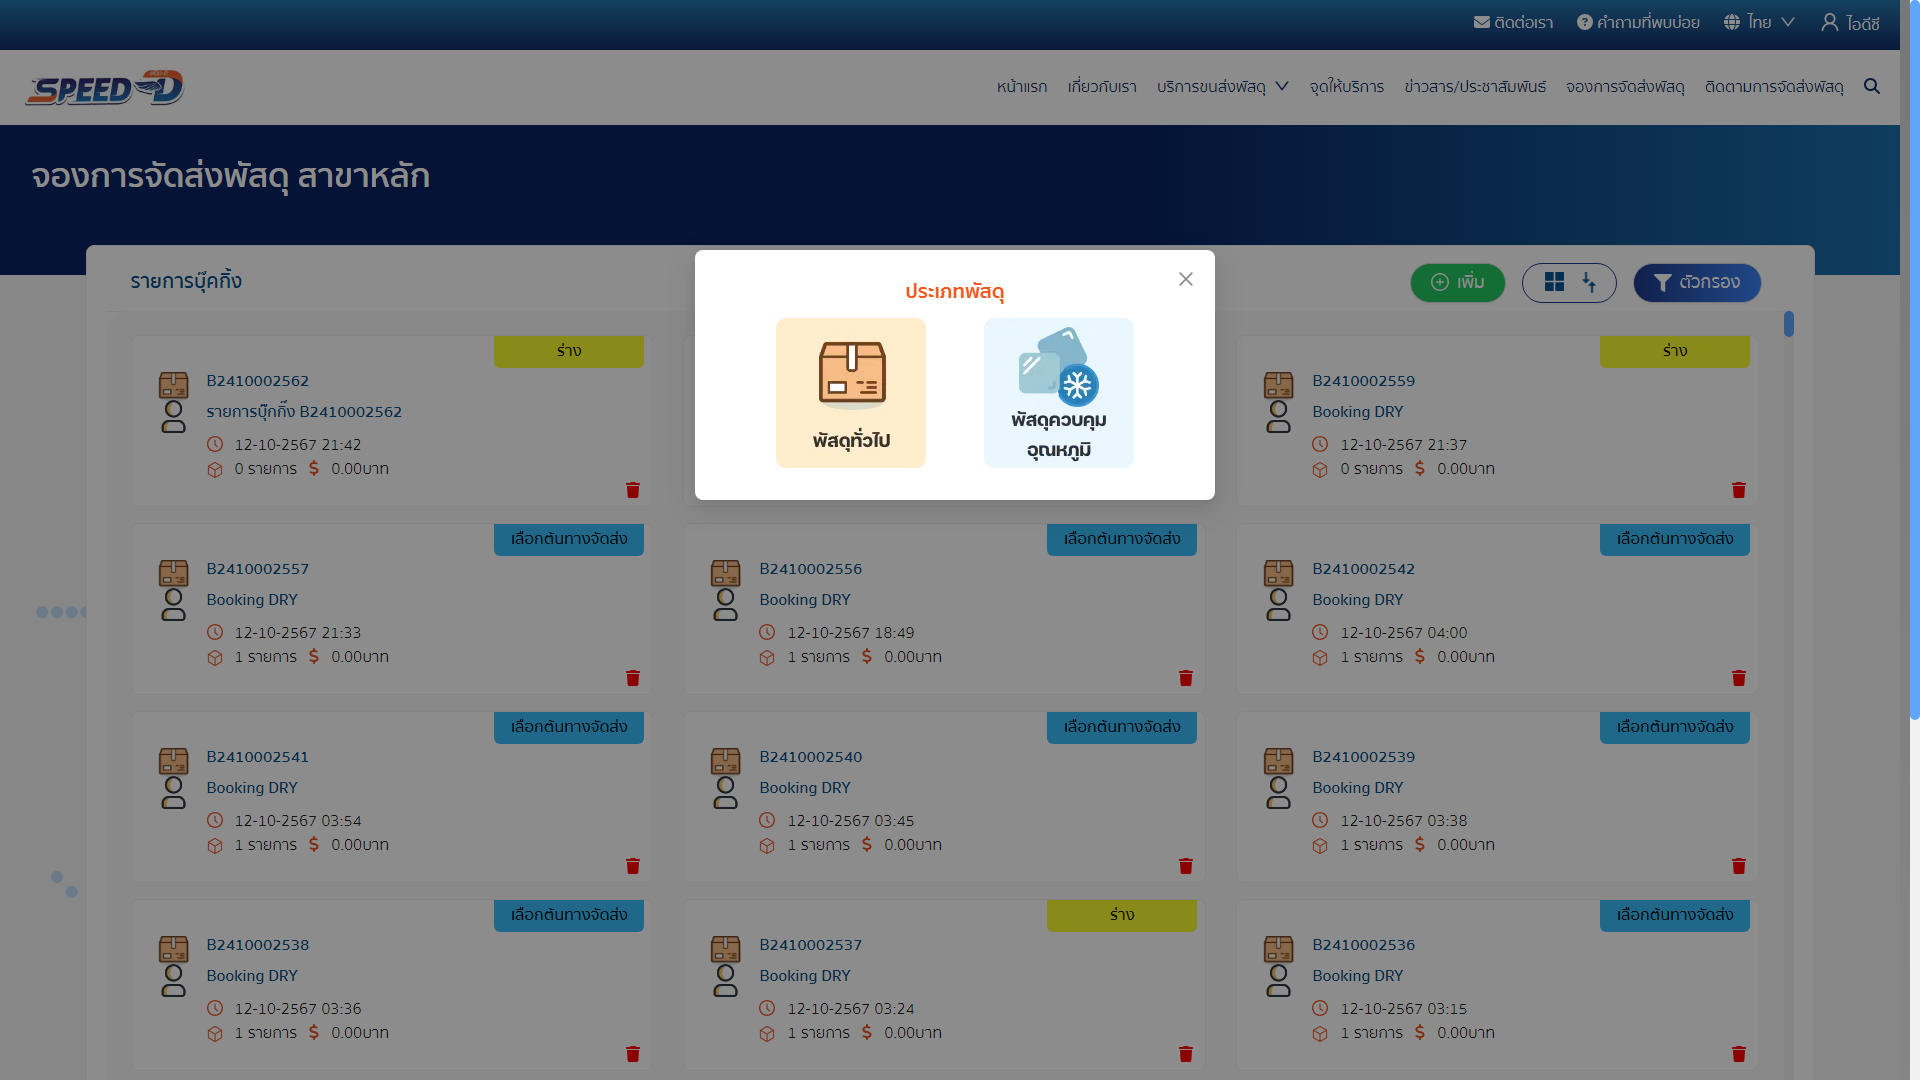 ติดต่อเรา คำถามที่พบบ่อย ไทย ไอดีซี
SPEED D
หน้าแรก เกี่ยวกับเรา บริการขนส่งพัสดุ จุดให้บริการ ข่าวสาร/ประชาสัมพันธ์ จองการจัดส่งพัสดุ ติดตามการจัดส่งพัสดุ
จองการจัดส่งพัสดุ สาขาหลัก
รายการบุ๊คกิ้ง
เพิ่ม
ตัวกรอง
ประเภทพัสดุ
พัสดุทั่วไป
พัสดุควบคุม
อุณหภูมิ
ร่าง
B2410002562
รายการบุ๊กกิ๊ง B2410002562
12-10-2567 21:42
0 รายการ 0.00บาท
ร่าง
B2410002559
Booking DRY
12-10-2567 21:37
0 รายการ 0.00บาท
เลือกต้นทางจัดส่ง
B2410002557
Booking DRY
12-10-2567 21:33
1 รายการ 0.00บาท
เลือกต้นทางจัดส่ง
B2410002556
Booking DRY
12-10-2567 18:49
1 รายการ 0.00บาท
เลือกต้นทางจัดส่ง
B2410002542
Booking DRY
12-10-2567 04:00
1 รายการ 0.00บาท
เลือกต้นทางจัดส่ง
B2410002541
Booking DRY
12-10-2567 03:54
1 รายการ 0.00บาท
เลือกต้นทางจัดส่ง
B2410002540
Booking DRY
12-10-2567 03:45
1 รายการ 0.00บาท
เลือกต้นทางจัดส่ง
B2410002539
Booking DRY
12-10-2567 03:38
1 รายการ 0.00บาท
เลือกต้นทางจัดส่ง
B2410002538
Booking DRY
12-10-2567 03:36
1 รายการ 0.00บาท
ร่าง
B2410002537
Booking DRY
12-10-2567 03:24
1 รายการ 0.00บาท
เลือกต้นทางจัดส่ง
B2410002536
Booking DRY
12-10-2567 03:15
1 รายการ 0.00บาท